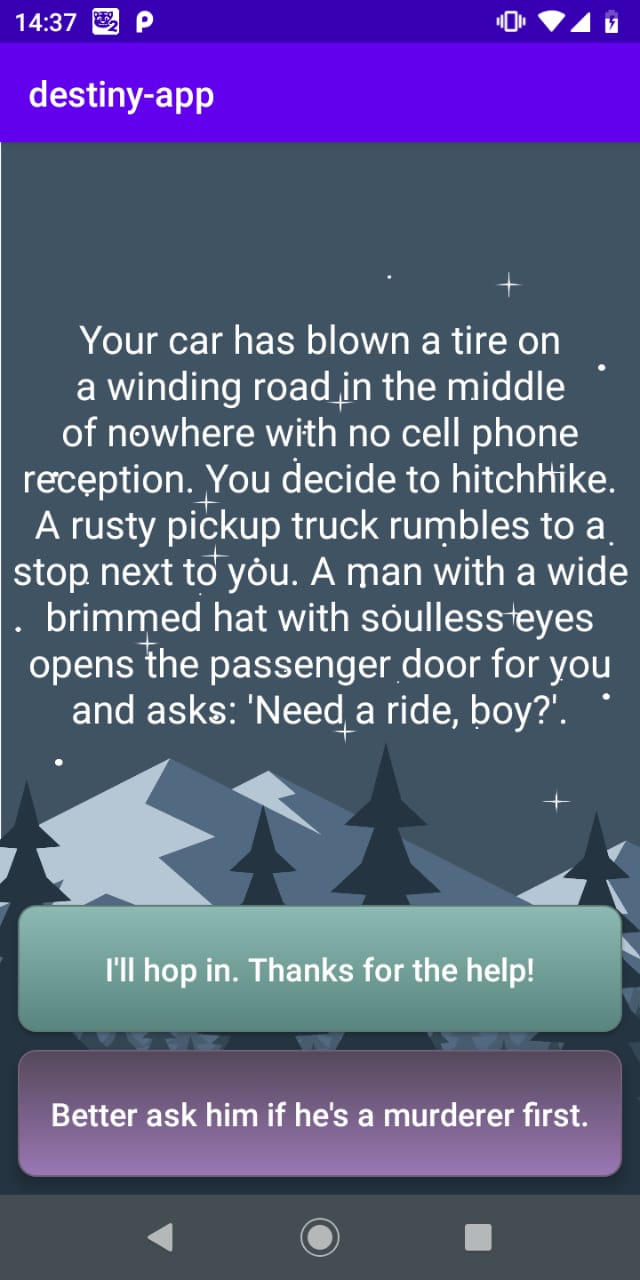 14:37
destiny-app
Your car has blown a tire on
a winding road in the middle
of nowhere with no cell phone
reception. You decide to hitchhike.
A rusty pickup truck rumbles to a
stop next to you. A man with a wide
brimmed hat with soulless eyes
opens the passenger door for you
and asks: 'Need a ride, boy?'.
I'll hop in. Thanks for the help!
Better ask him if he's a murderer first.